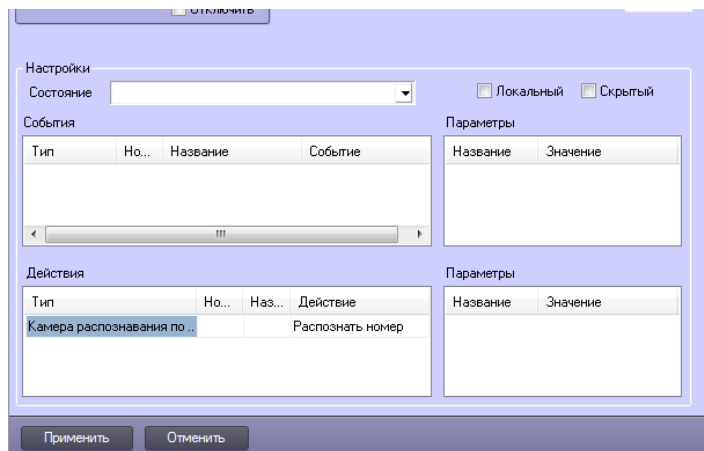 Отключить
Настройки
Состояние
Локальный Скрытый
События
Параметры
Тип Но... Название Событие
Название Значение
Действия
Параметры
Тип Но... Наз... Действие
Название Значение
Камера распознавания по .. Распознать номер
Применить Отменить